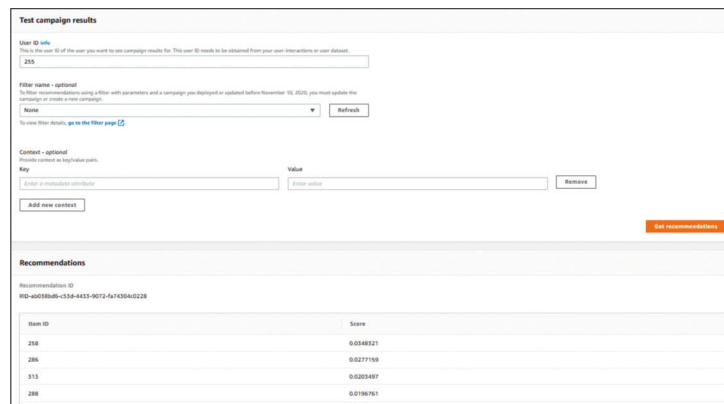 Test campaign results
User ID Info
This is the user ID of the user you want to see campaign results for. This user ID needs to be obtained from your user interactions or user dataset.
255
Filter name - optional
To filter recommendations using a filter with parameters and a campaign you deployed or updated before November 10, 2020, you must update the
campaign or create a new campaign.
None
Refresh
To view filter details, go to the filter page
Context - optional
Provide context as key/value pairs.
Key Value
Enter a metadata attribute Enter value Remove
Add new context
Get recommendations
Recommendations
Recommendation ID
RID-ab038bd6-c53d-4433-9072-fa74304c0228
Item ID Score
258 0.0348321
286 0.0277159
313 0.0203497
288 0.0196761